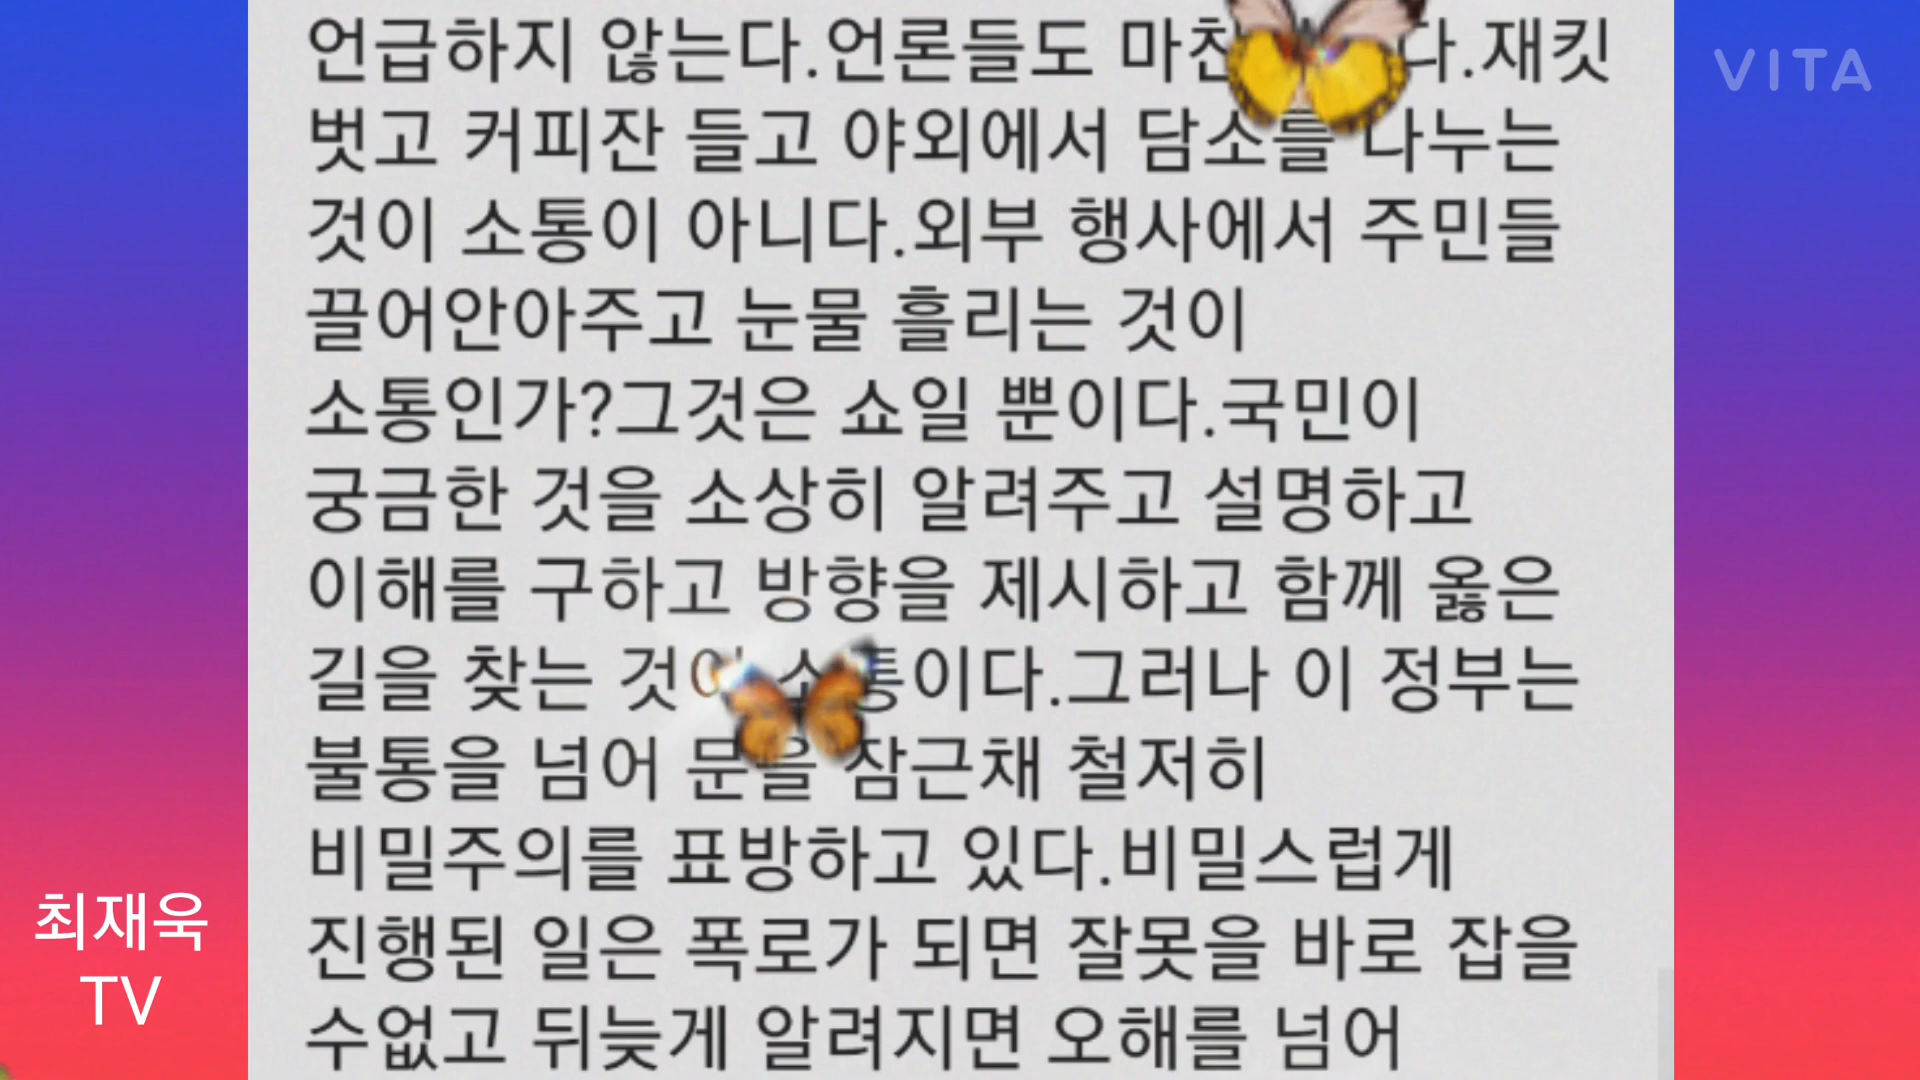 언급하지 않는다.언론들도
다.재킷
VITA
벗고 커피잔 들고 야외에서 담소를 나누는
것이 소통이 아니다.외부 행사에서 주민들
끌어안아주고 눈물 흘리는 것이
소통인가?그것은 쇼일 뿐이다.국민이
궁금한 것을 소상히 알려주고 설명하고
이해를 구하고 방향을 제시하고 함께 옳은
길을 찾는 것이 소통이다.그러나 이 정부는
불통을 넘어 문을 잠근채 철저히
비밀주의를 표방하고 있다.비밀스럽게
진행된 일은 폭로가 되면 잘못을 바로 잡을
수없고 뒤늦게 알려지면 오해를 넘어
최재욱
TV